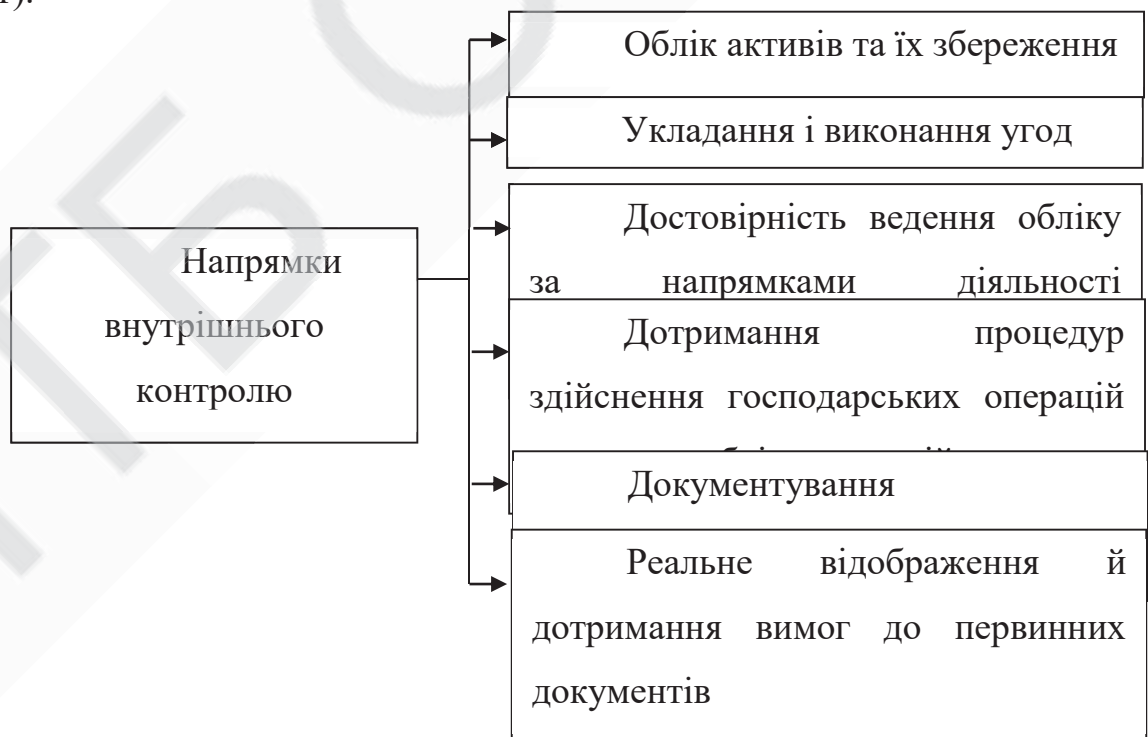 Облік активів та їх збереження
Укладання і виконання угод
Достовірність ведення обліку
за напрямками діяльності
Напрямки
внутрішнього
контролю
Дотримання процедур
здійснення господарських операцій
Документування
Реальне відображення й
дотримання вимог до первинних
документів